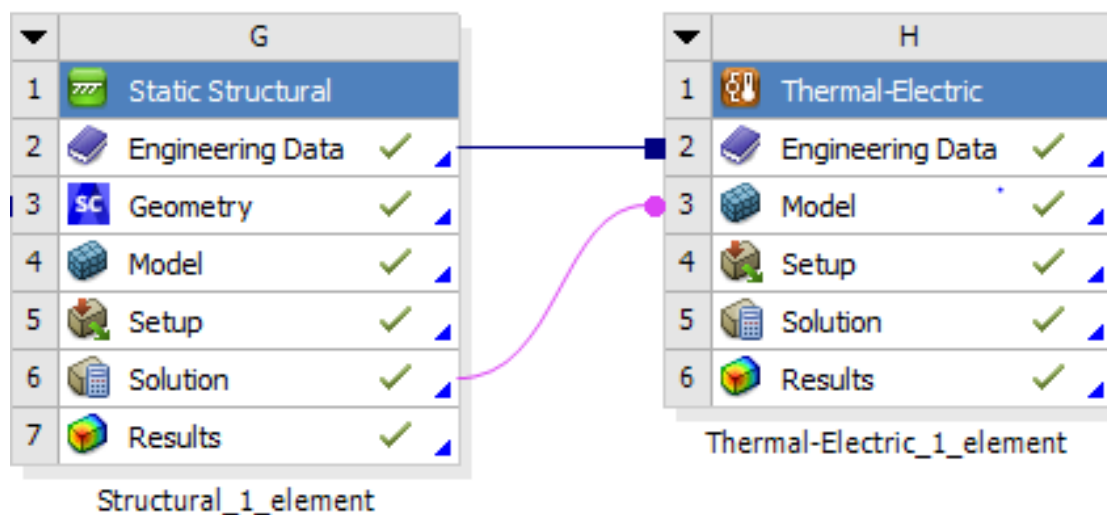 G
1 Static Structural
2 Engineering Data
3 SC Geometry
4 Model
5 Setup
6 Solution
7 Results
Structural_1_element
H
1 Thermal-Electric
2 Engineering Data
3 Model
4 Setup
5 Solution
6 Results
Thermal-Electric_1_element